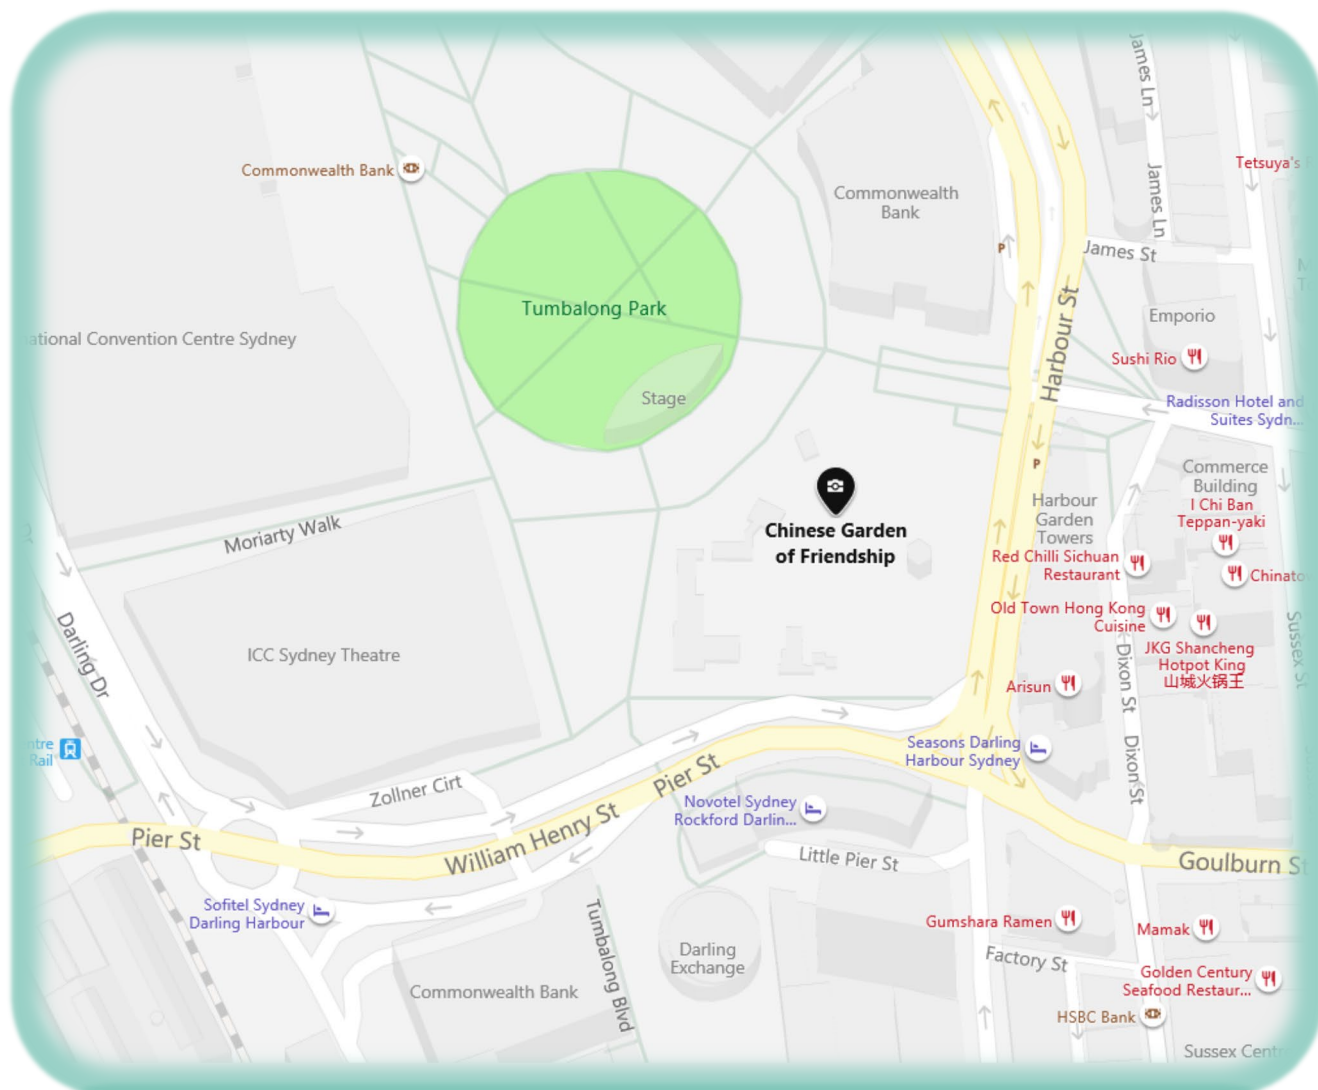 James Ln
Tetsuya's
Commonwealth Bank
Commonwealth
Bank
James Ln
James St
Tumbalong Park
Harbour St
Emporio
ational Convention Centre Sydney
Sushi Rio
Stage
Radisson Hotel and
Suites Sydn...
P
P
Commerce
Building
Harbour
Garden
Towers
I Chi Ban
Teppan-yaki
Moriarty Walk
Chinese Garden
of Friendship
Red Chilli Sichuan
Restaurant
Chinato
Old Town Hong Kong
Cuisine
Sussex St
JKG Shancheng
Hotpot King
山城火锅王
Darling Dr
ICC Sydney Theatre
Dixon St
Arisun
ntre
Rail
Seasons Darling
Harbour Sydney
Dixon St
Zollner Cirt
Pier St
Novotel Sydney
Rockford Darlin...
Pier St
William Henry St
Little Pier St
Goulburn St
Sofitel Sydney
Darling Harbour
Tumbalong Blvd
Gumshara Ramen
Mamak
Darling
Exchange
Factory St
Golden Century
Seafood Restaur...
Commonwealth Bank
HSBC Bank
Sussex Cent